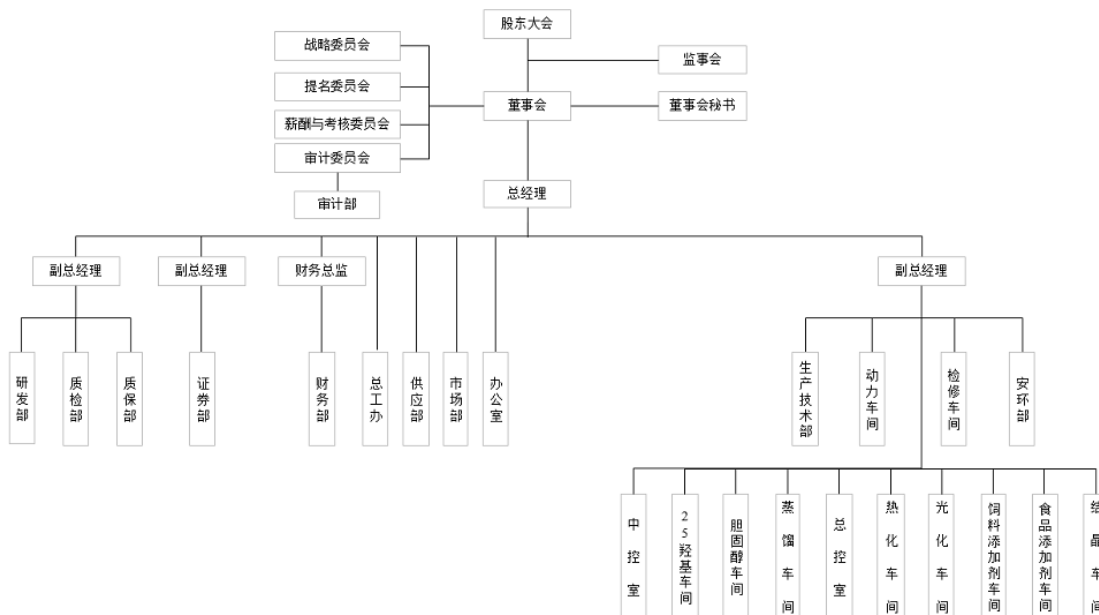 股东大会
战略委员会
监事会
提名委员会
董事会
董事会秘书
薪酬与考核委员会
审计委员会
总经理
审计部
副总经理
副总经理
财务总监
副总经理
研发部
质检部
质保部
证券部
财务部
总工办
供应部
市场部
办公室
生产技术部
动力车间
检修车间
安环部
中控室
25羟基车间
胆固醇车间
蒸馏车间
总控室
热化车间
光化车间
饲料添加剂车间
食品添加剂车间
结晶车间